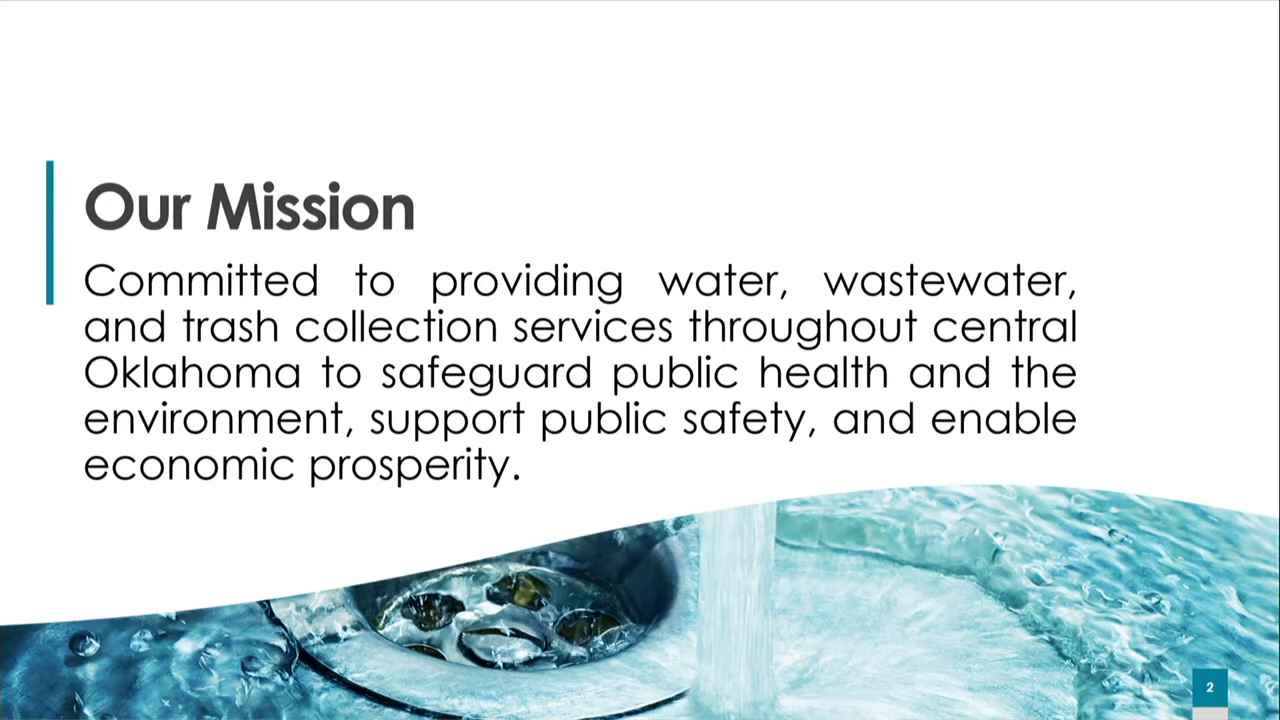 Our Mission
Committed to providing water, wastewater,
and trash collection services throughout central
Oklahoma to safeguard public health and the
environment, support public safety, and enable
economic prosperity.
2